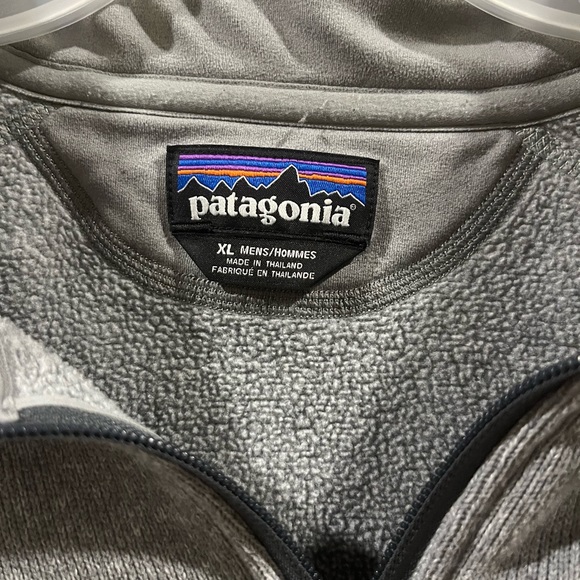 patagonia®
XL MENS/HOMMES
MADE IN THAILAND
FABRIQUÉ EN THAILANDE